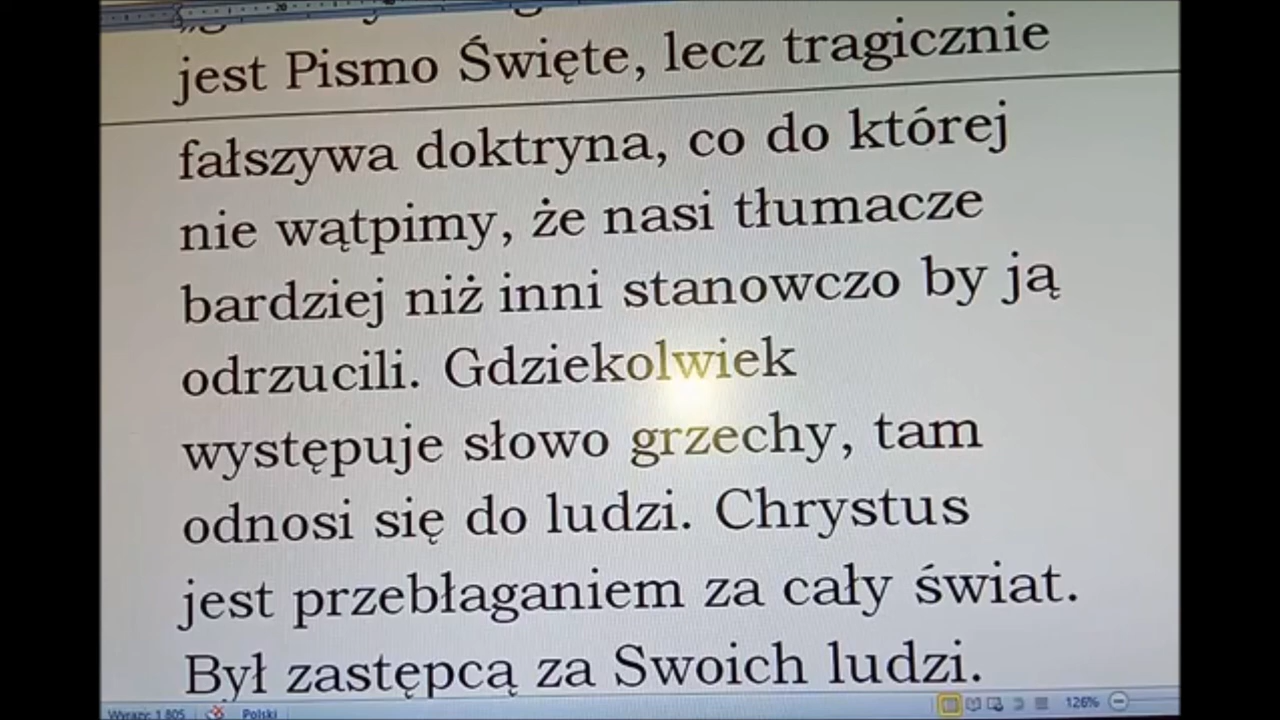 jest Pismo Święte, lecz tragicznie
fałszywa doktryna, co do której
nie wątpimy, że nasi tłumacze
bardziej niż inni stanowczo by ją
odrzucili. Gdziekolwiek
występuje słowo grzechy, tam
odnosi się do ludzi. Chrystus
jest przebłaganiem za cały świat.
Był zastępcą za Swoich ludzi.
Wyrazy: 1 805 Polski 126%